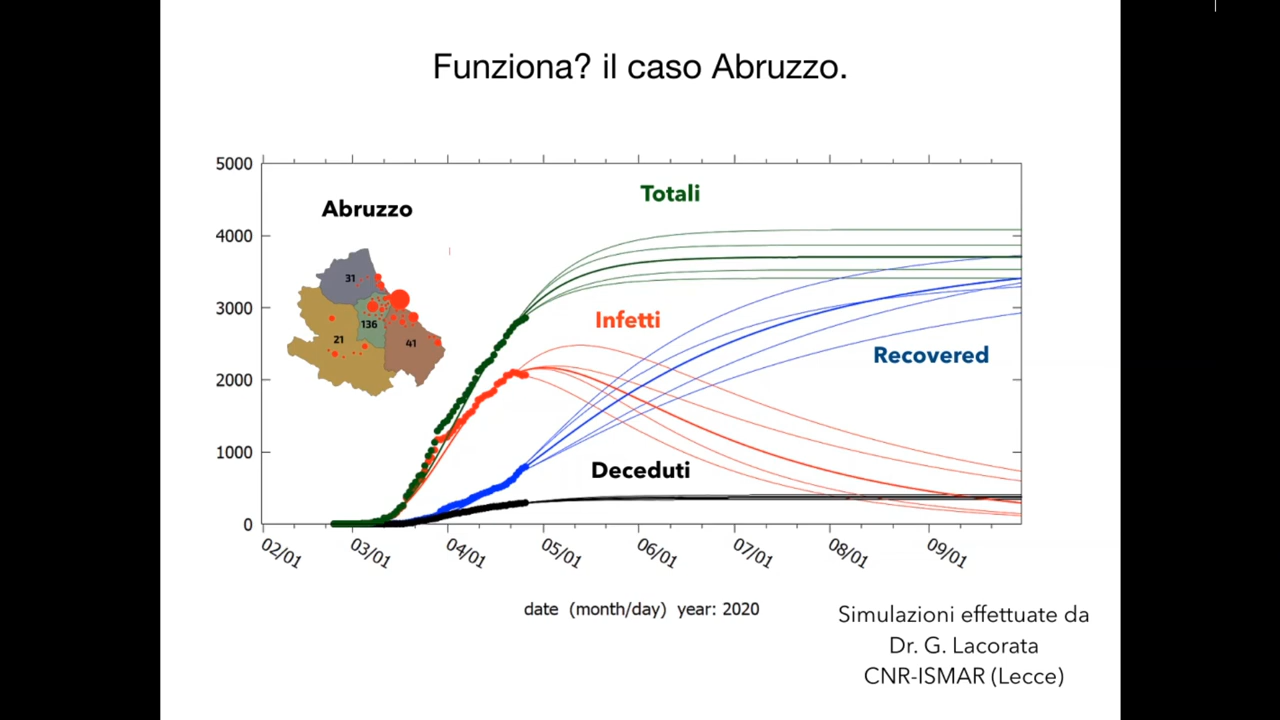 Funziona? il caso Abruzzo.
5000
4000
3000
2000
1000
0
Totali
Abruzzo
31
136
21
41
Infetti
Recovered
Deceduti
02/01
03/01
04/01
05/01
06/01
07/01
08/01
09/01
date (month/day) year: 2020
Simulazioni effettuate da
Dr. G. Lacorata
CNR-ISMAR (Lecce)